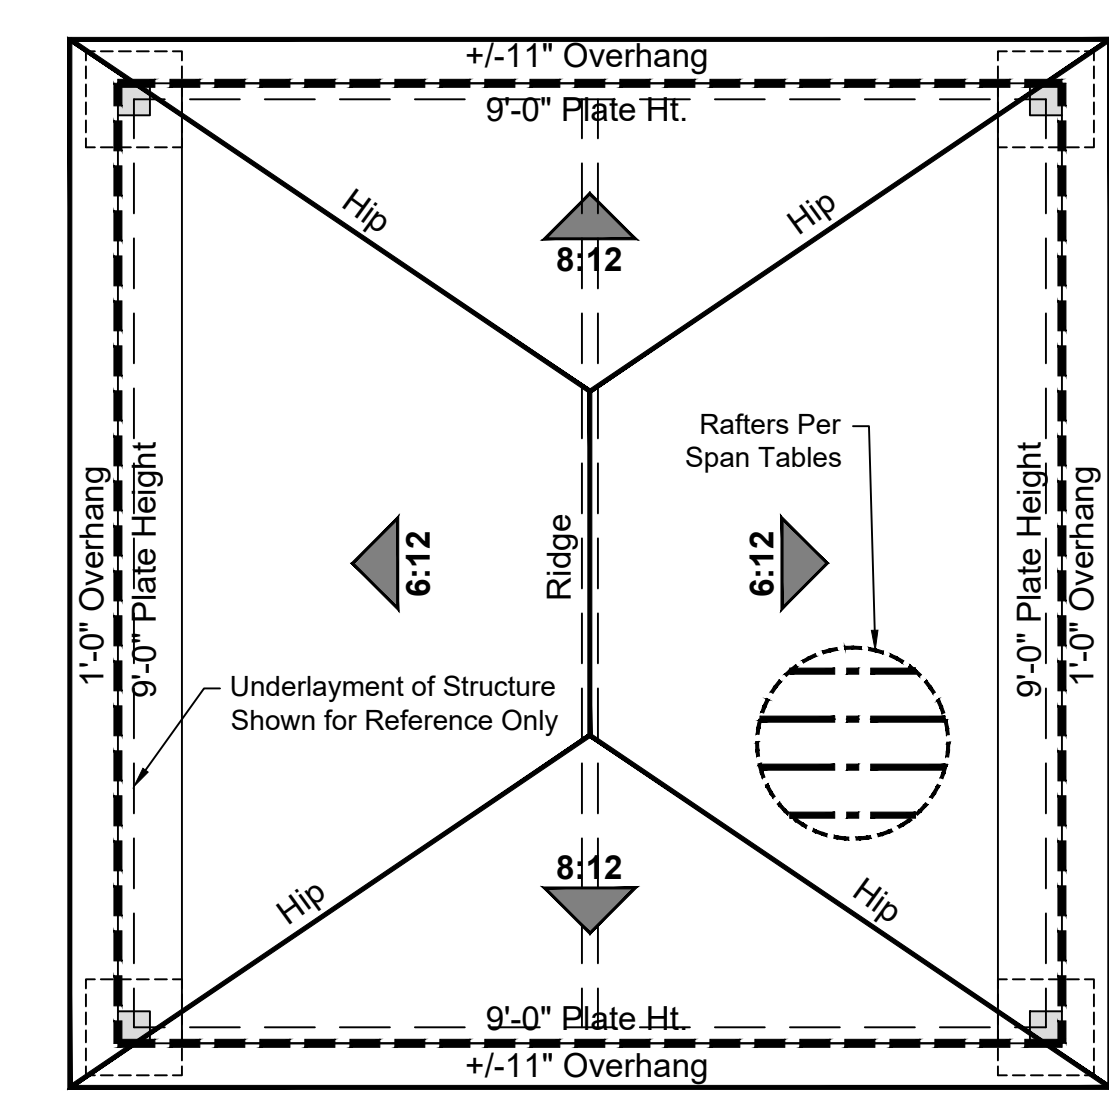 +/-11" Overhang
9'-0" Plate Ht.
Hip
Hip
8:12
Rafters Per
Span Tables
1'-0" Overhang
9'-0" Plate Height
6:12
Ridge
6:12
9'-0" Plate Height
1'-0" Overhang
Underlayment of Structure
Shown for Reference Only
8:12
Hip
Hip
9'-0" Plate Ht.
+/-11" Overhang